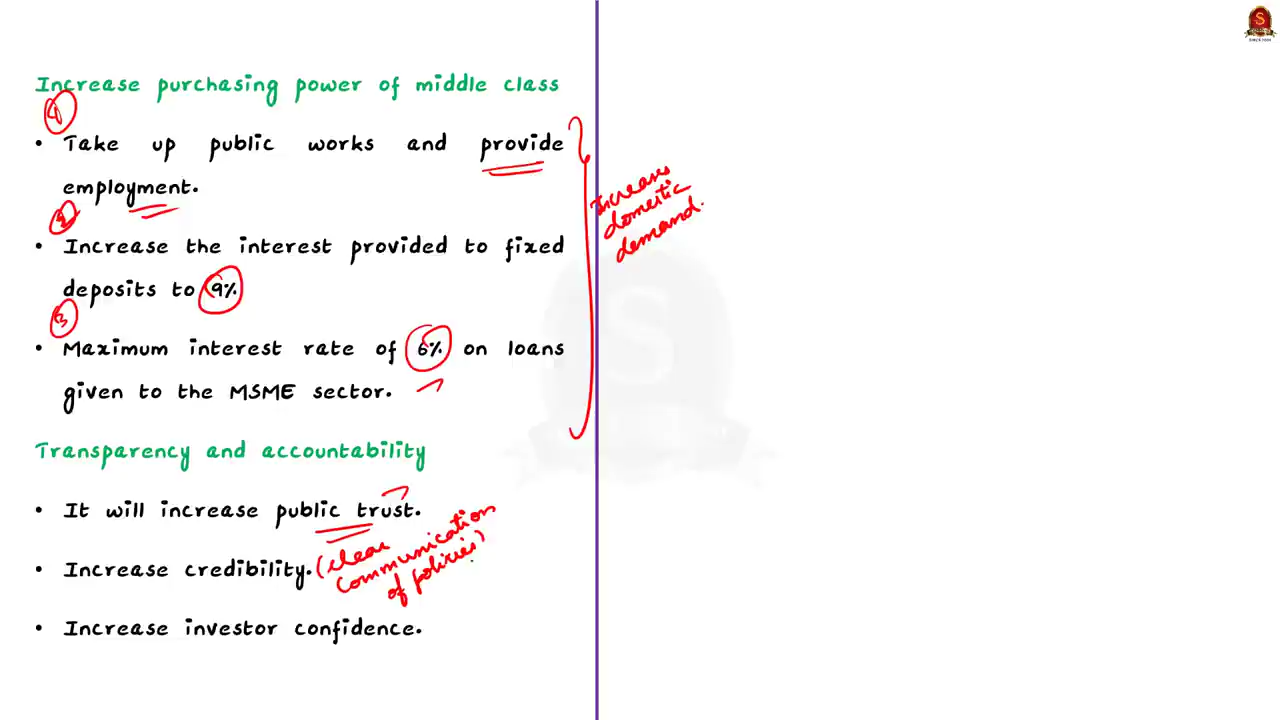 Increase purchasing power of middle class
1
• Take up public works and provide
employment.
2
• Increase the interest provided to fixed
deposits to 9%
3
• Maximum interest rate of 6% on loans
given to the MSME sector.
Increases
domestic
demand.
Transparency and accountability
• It will increase public trust.
• Increase credibility. (clear
communication
of policies)
• Increase investor confidence.
S